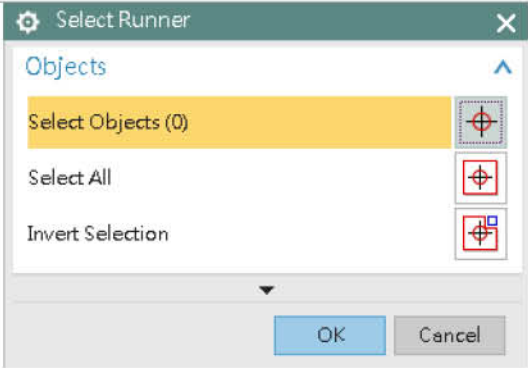 Select Runner
Objects
Select Objects (0)
Select All
Invert Selection
OK
Cancel